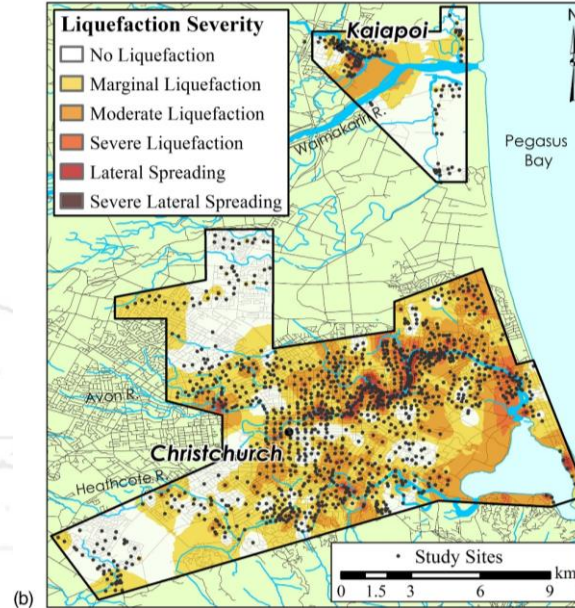 Liquefaction Severity
No Liquefaction
Marginal Liquefaction
Moderate Liquefaction
Severe Liquefaction
Lateral Spreading
Severe Lateral Spreading
Kaiapoi
N
Waimakariri R.
Pegasus
Bay
Avon R.
Christchurch
Heathcote R.
Study Sites
km
0 1.5 3 6 9
(b)